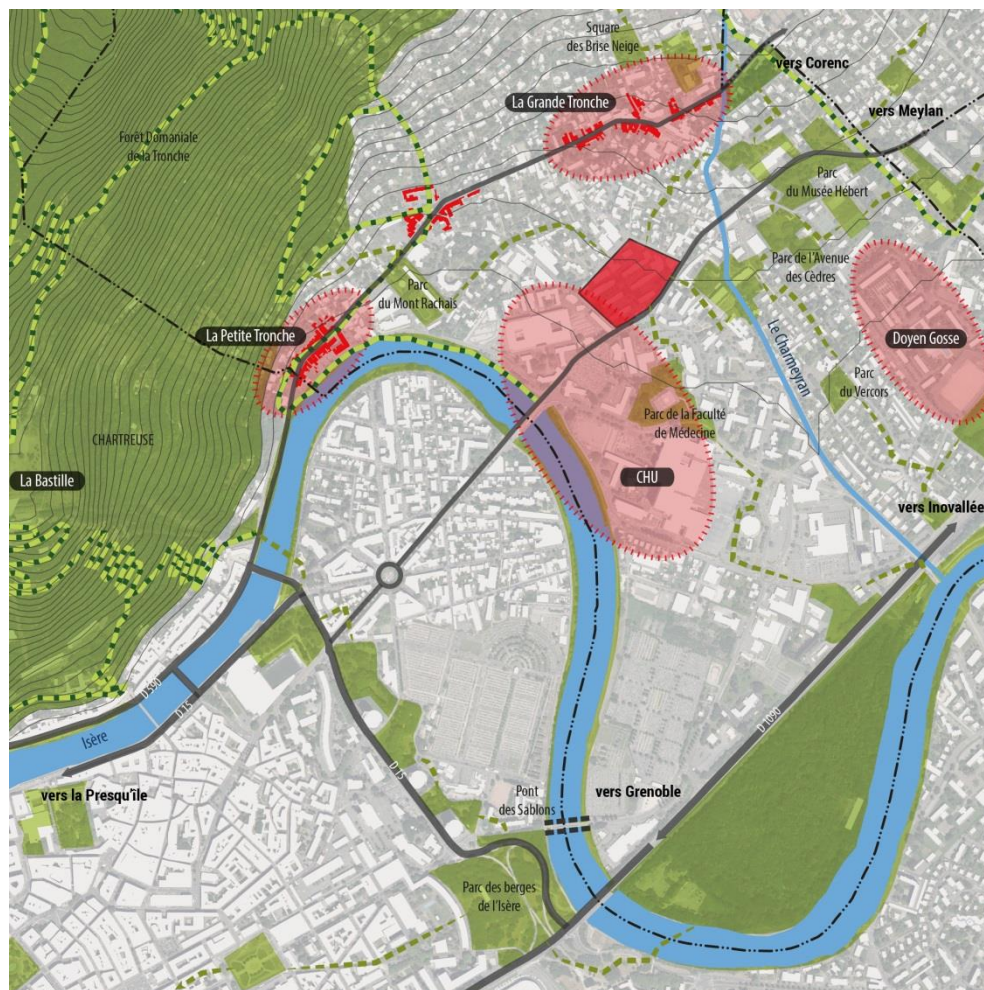 Square
des Brise Neige
vers Corenc
La Grande Tronche
vers Meylan
Forêt Domaniale
de la Tronche
Parc
du Musée Hébert
Parc de l'Avenue
des Cèdres
Parc
du Mont Rachais
La Petite Tronche
Doyen Gosse
Le Charmeyran
Parc
du Vercors
Parc de la Faculté
de Médecine
CHARTREUSE
La Bastille
CHU
vers Inovallée
D 590
D 15
Isère
D 1090
D 15
vers la Presqu'île
Pont
des Sablons
vers Grenoble
Parc des berges
de l'Isère